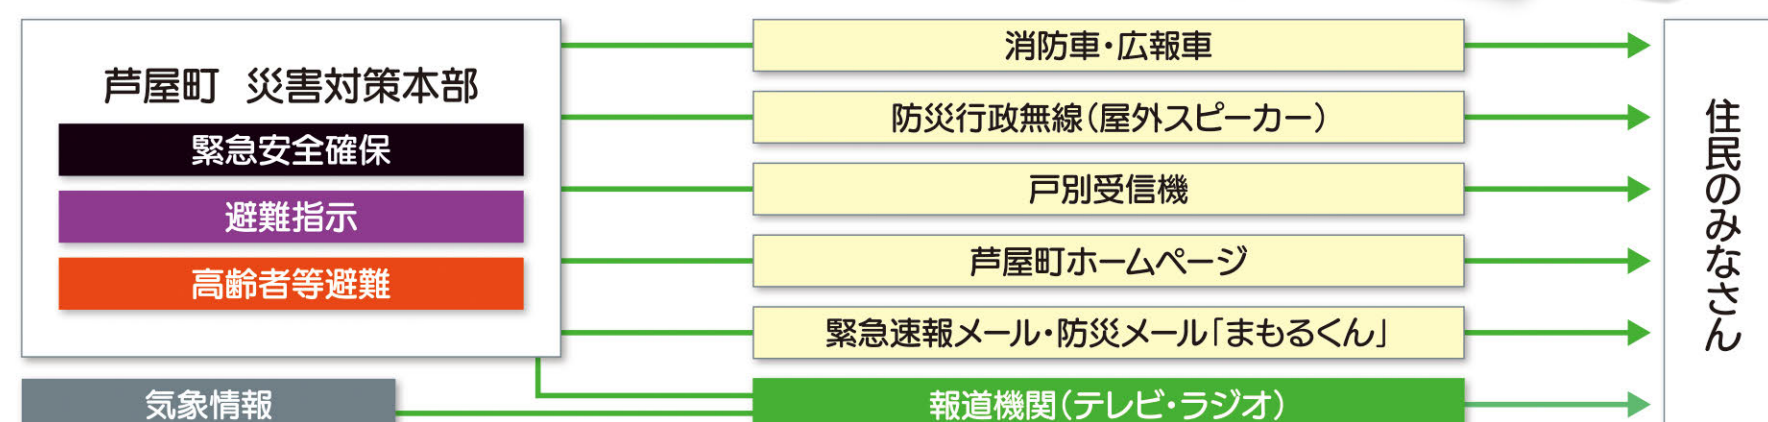 芦屋町 災害対策本部
緊急安全確保
避難指示
高齢者等避難
気象情報
消防車・広報車
防災行政無線（屋外スピーカー）
戸別受信機
芦屋町ホームページ
緊急速報メール・防災メール「まもるくん」
報道機関（テレビ・ラジオ）
住民のみなさん